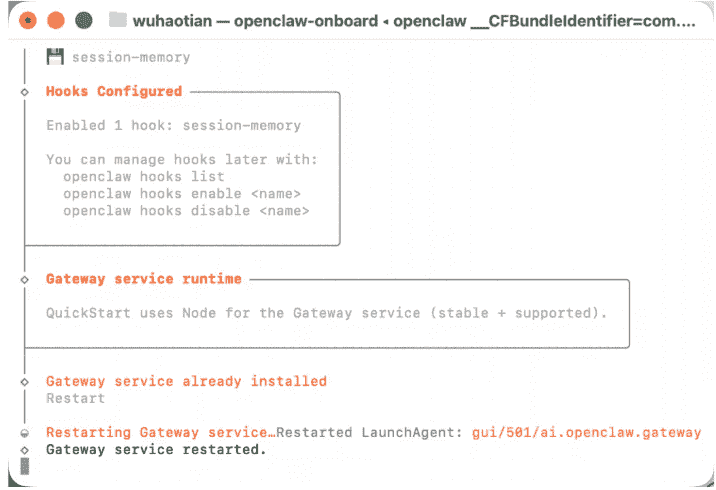 wuhaotian — openclaw-onboard ◂ openclaw __CFBundleIdentifier=com.…
session-memory
Hooks Configured
Enabled 1 hook: session-memory
You can manage hooks later with:
openclaw hooks list
openclaw hooks enable <name>
openclaw hooks disable <name>
Gateway service runtime
QuickStart uses Node for the Gateway service (stable + supported).
Gateway service already installed
Restart
Restarting Gateway service…Restarted LaunchAgent: gui/501/ai.openclaw.gateway
Gateway service restarted.